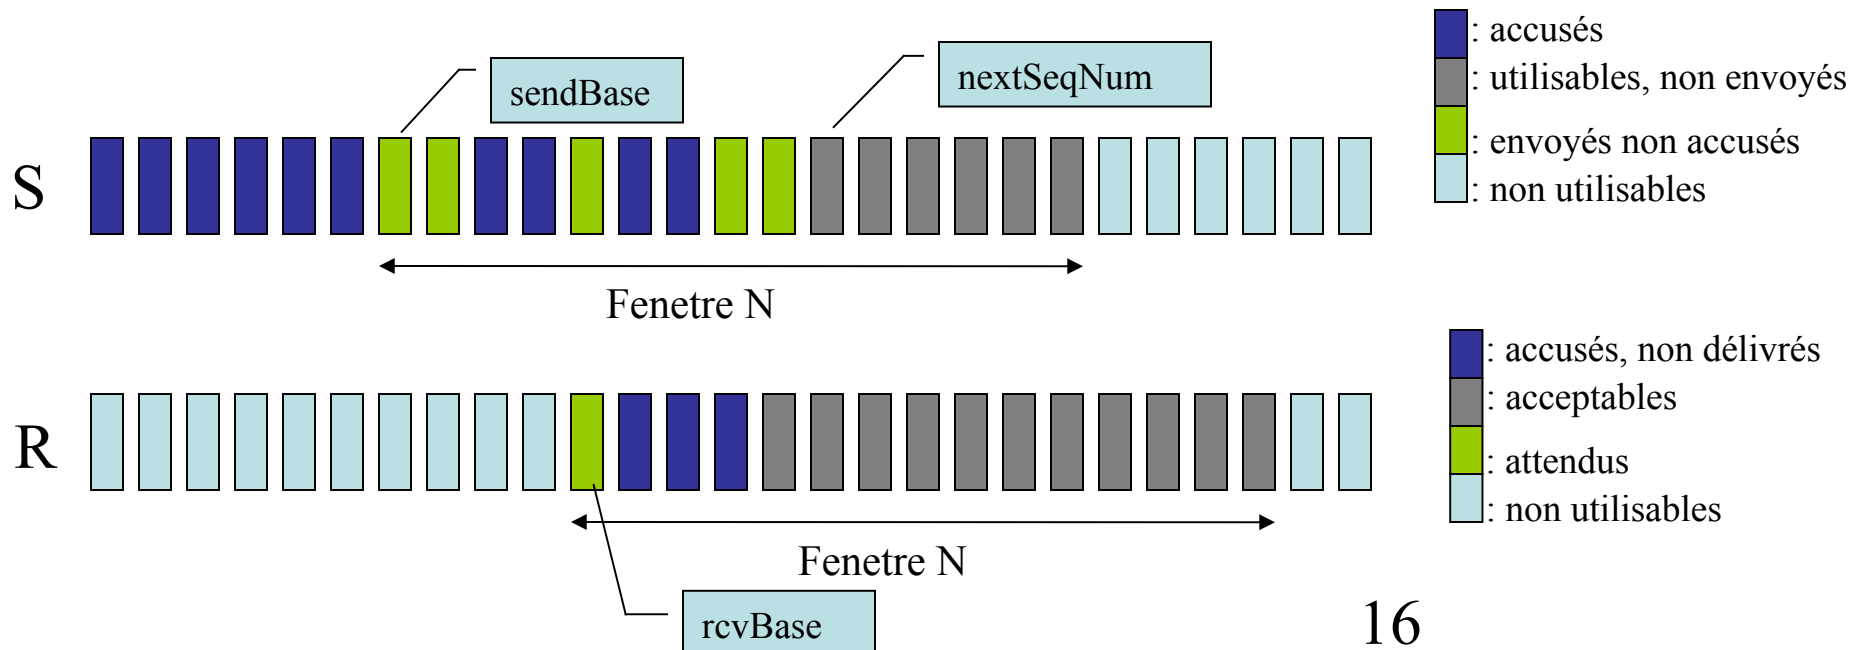 sendBase
nextSeqNum
: accusés
: utilisables, non envoyés
: envoyés non accusés
: non utilisables
S
Fenetre N
: accusés, non délivrés
: acceptables
: attendus
: non utilisables
R
Fenetre N
rcvBase
16